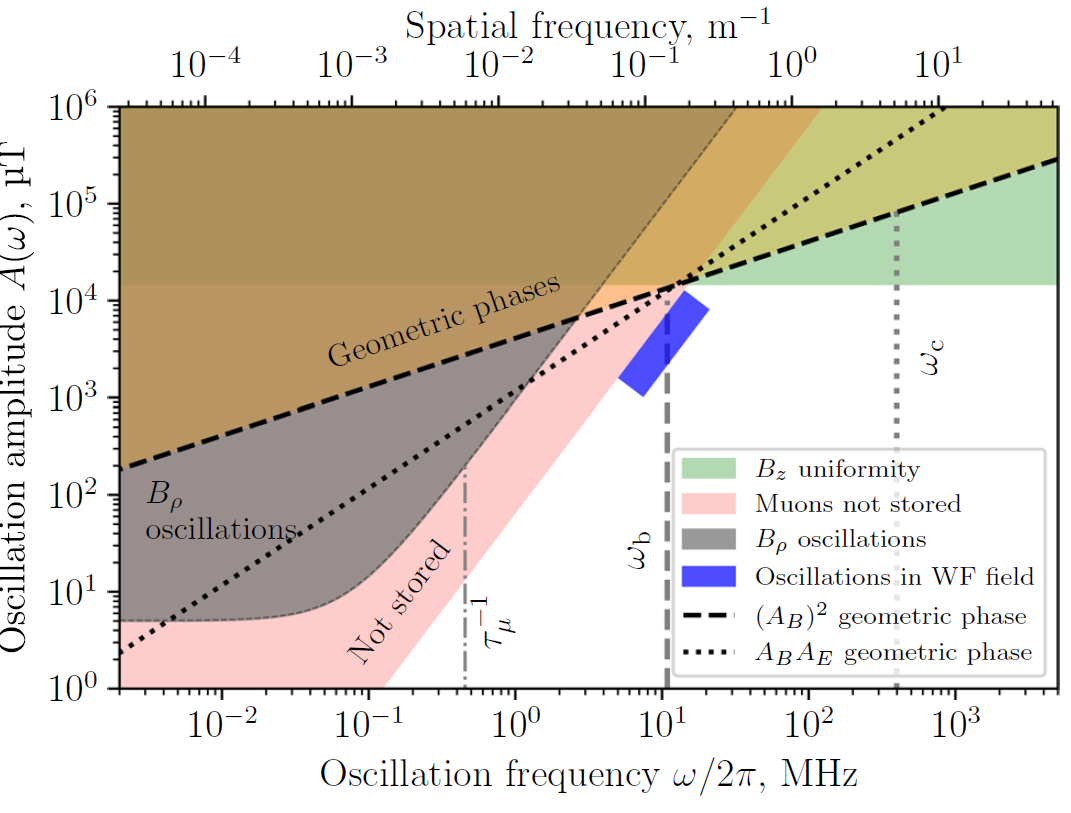 Spatial frequency, m⁻¹
10⁻⁴ 10⁻³ 10⁻² 10⁻¹ 10⁰ 10¹
Oscillation amplitude A(ω), µT
10⁶
10⁵
10⁴
10³
10²
10¹
10⁰
Geometric phases
B_ρ
oscillations
Not stored
τ_μ⁻¹
ω_b
ω_c
B_z uniformity
Muons not stored
B_ρ oscillations
Oscillations in WF field
(A_B)² geometric phase
A_B A_E geometric phase
10⁻² 10⁻¹ 10⁰ 10¹ 10² 10³
Oscillation frequency ω/2π, MHz